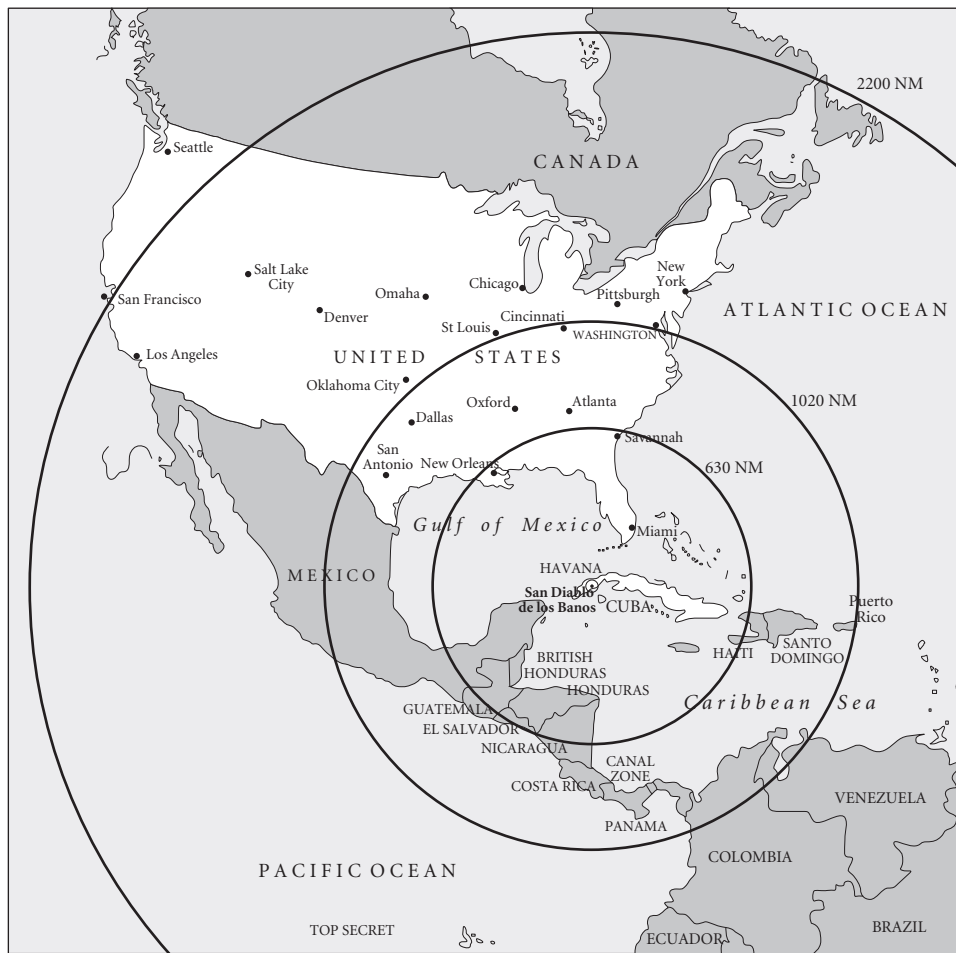 2200 NM
Seattle
CANADA
Salt Lake
City
San Francisco
Denver
Omaha
Chicago
New
York
Pittsburgh
ATLANTIC OCEAN
St Louis
Cincinnati
WASHINGTON
Los Angeles
UNITED STATES
Oklahoma City
1020 NM
Oxford
Atlanta
Dallas
Savannah
San
Antonio
New Orleans
630 NM
Gulf of Mexico
Miami
MEXICO
HAVANA
San Diablo
de los Banos
CUBA
Puerto
Rico
HAITI
SANTO
DOMINGO
BRITISH
HONDURAS
HONDURAS
Caribbean Sea
GUATEMALA
EL SALVADOR
NICARAGUA
CANAL
ZONE
COSTA RICA
PANAMA
VENEZUELA
COLOMBIA
PACIFIC OCEAN
TOP SECRET
ECUADOR
BRAZIL